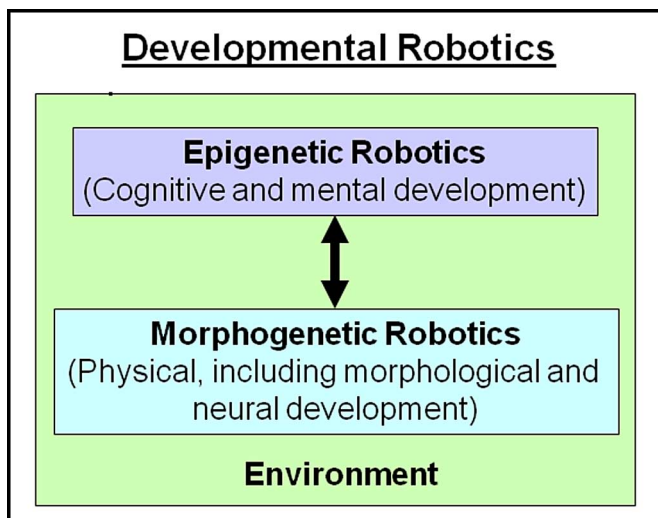 Developmental Robotics
Epigenetic Robotics
(Cognitive and mental development)
Morphogenetic Robotics
(Physical, including morphological and
neural development)
Environment